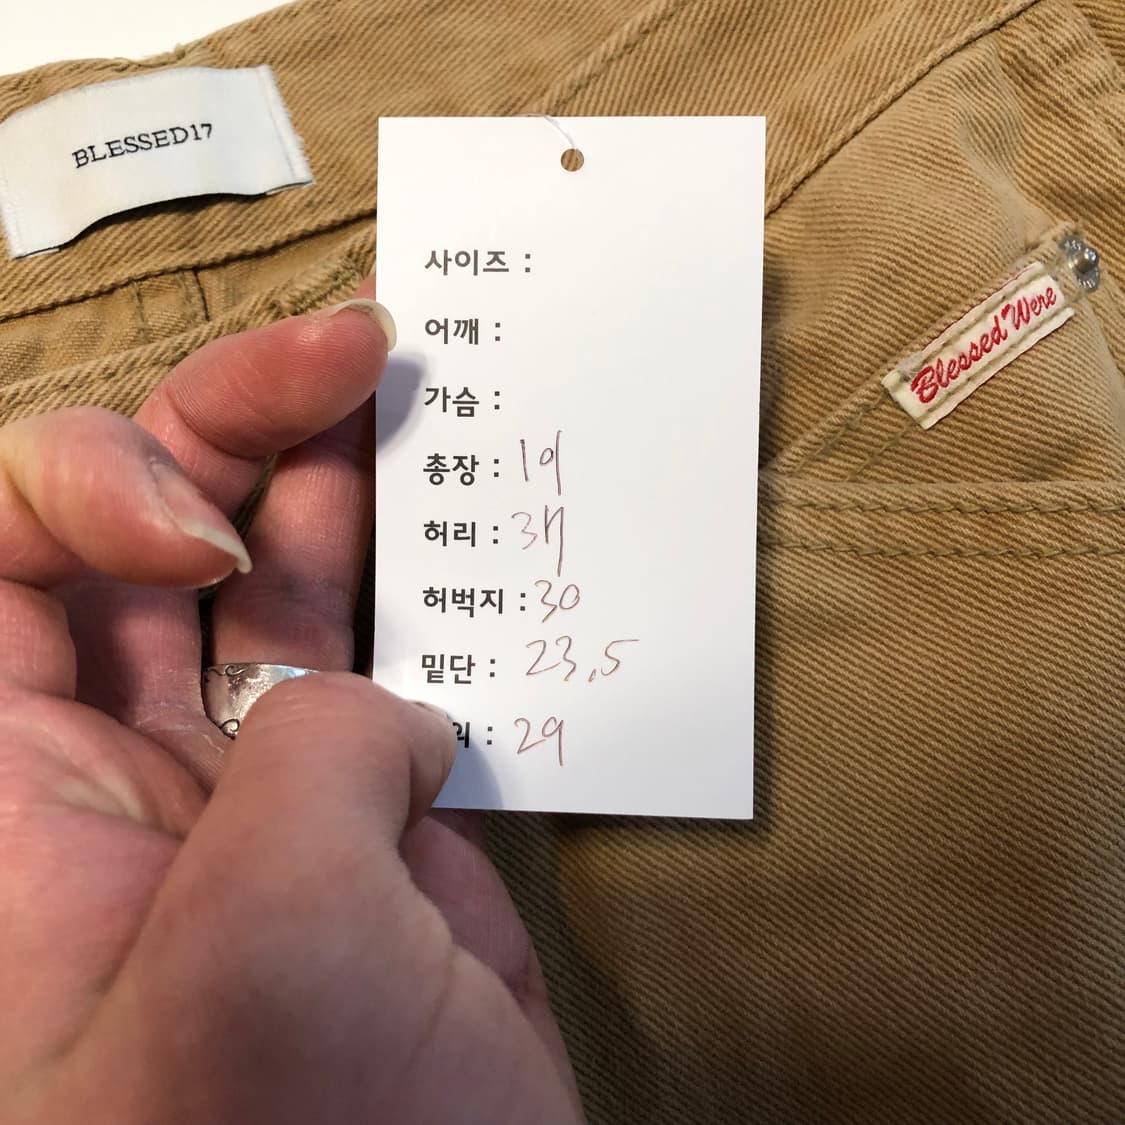 BLESSED17
Blessed Were
사이즈 :
어깨 :
가슴 :
총장 :
허리 : 37
허벅지 : 30
밑단 : 23.5
: 29